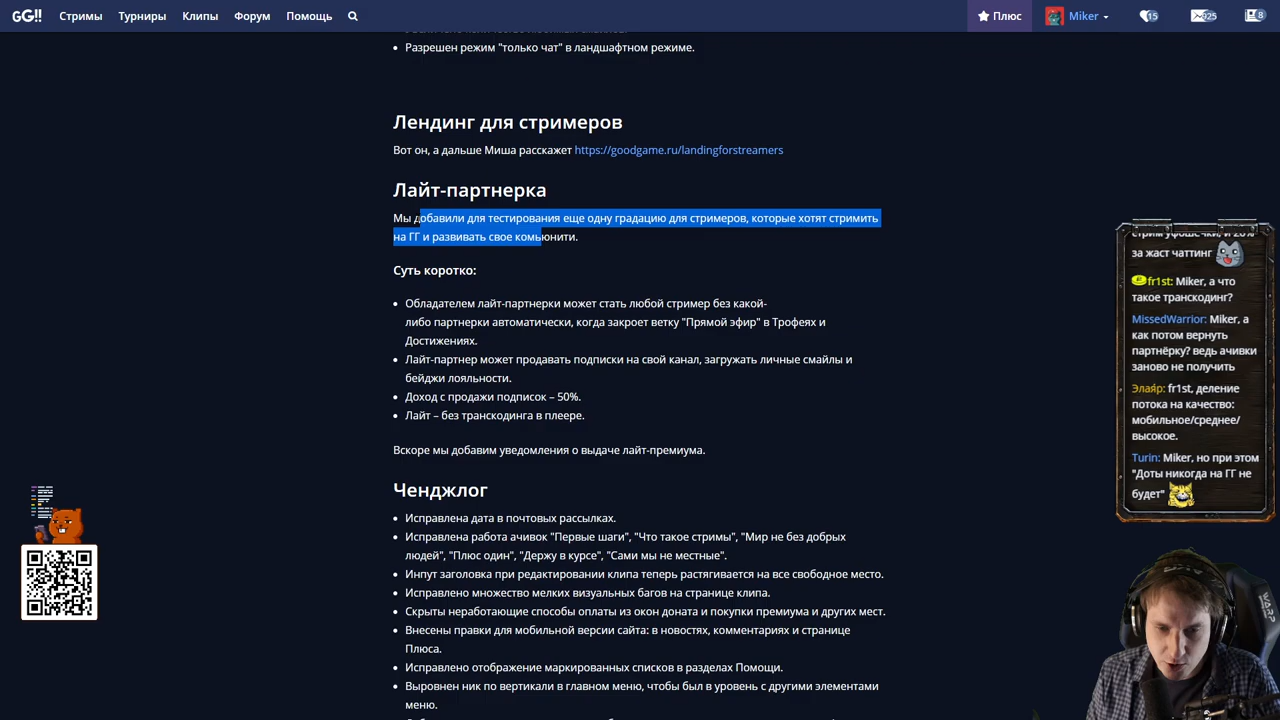 GG!! Стримы Турниры Клипы Форум Помощь Плюс Miker 15 925 8
Разрешен режим "только чат" в ландшафтном режиме.
Лендинг для стримеров
Вот он, а дальше Миша расскажет https://goodgame.ru/landingforstreamers
Лайт-партнерка
Мы добавили для тестирования еще одну градацию для стримеров, которые хотят стримить
на ГГ и развивать свое комьюнити.
Суть коротко:
Обладателем лайт-партнерки может стать любой стример без какой-
либо партнерки автоматически, когда закроет ветку "Прямой эфир" в Трофеях и
Достижениях.
Лайт-партнер может продавать подписки на свой канал, загружать личные смайлы и
бейджи лояльности.
Доход с продажи подписок – 50%.
Лайт – без транскодинга в плеере.
Вскоре мы добавим уведомления о выдаче лайт-премиума.
Ченджлог
Исправлена дата в почтовых рассылках.
Исправлена работа ачивок "Первые шаги", "Что такое стримы", "Мир не без добрых
людей", "Плюс один", "Держу в курсе", "Сами мы не местные".
Инпут заголовка при редактировании клипа теперь растягивается на все свободное место.
Исправлено множество мелких визуальных багов на странице клипа.
Скрыты неработающие способы оплаты из окон доната и покупки премиума и других мест.
Внесены правки для мобильной версии сайта: в новостях, комментариях и странице
Плюса.
Исправлено отображение маркированных списков в разделах Помощи.
Выровнен ник по вертикали в главном меню, чтобы был в уровень с другими элементами
меню.
за жаст чаттинг
fr1st: Miker, а что
такое транскодинг?
MissedWarrior: Miker, а
как потом вернуть
партнёрку? ведь ачивки
заново не получить
Элаяр: fr1st, деление
потока на качество:
мобильное/среднее/
высокое.
Turin: Miker, но при этом
"Доты никогда на ГГ не
будет"